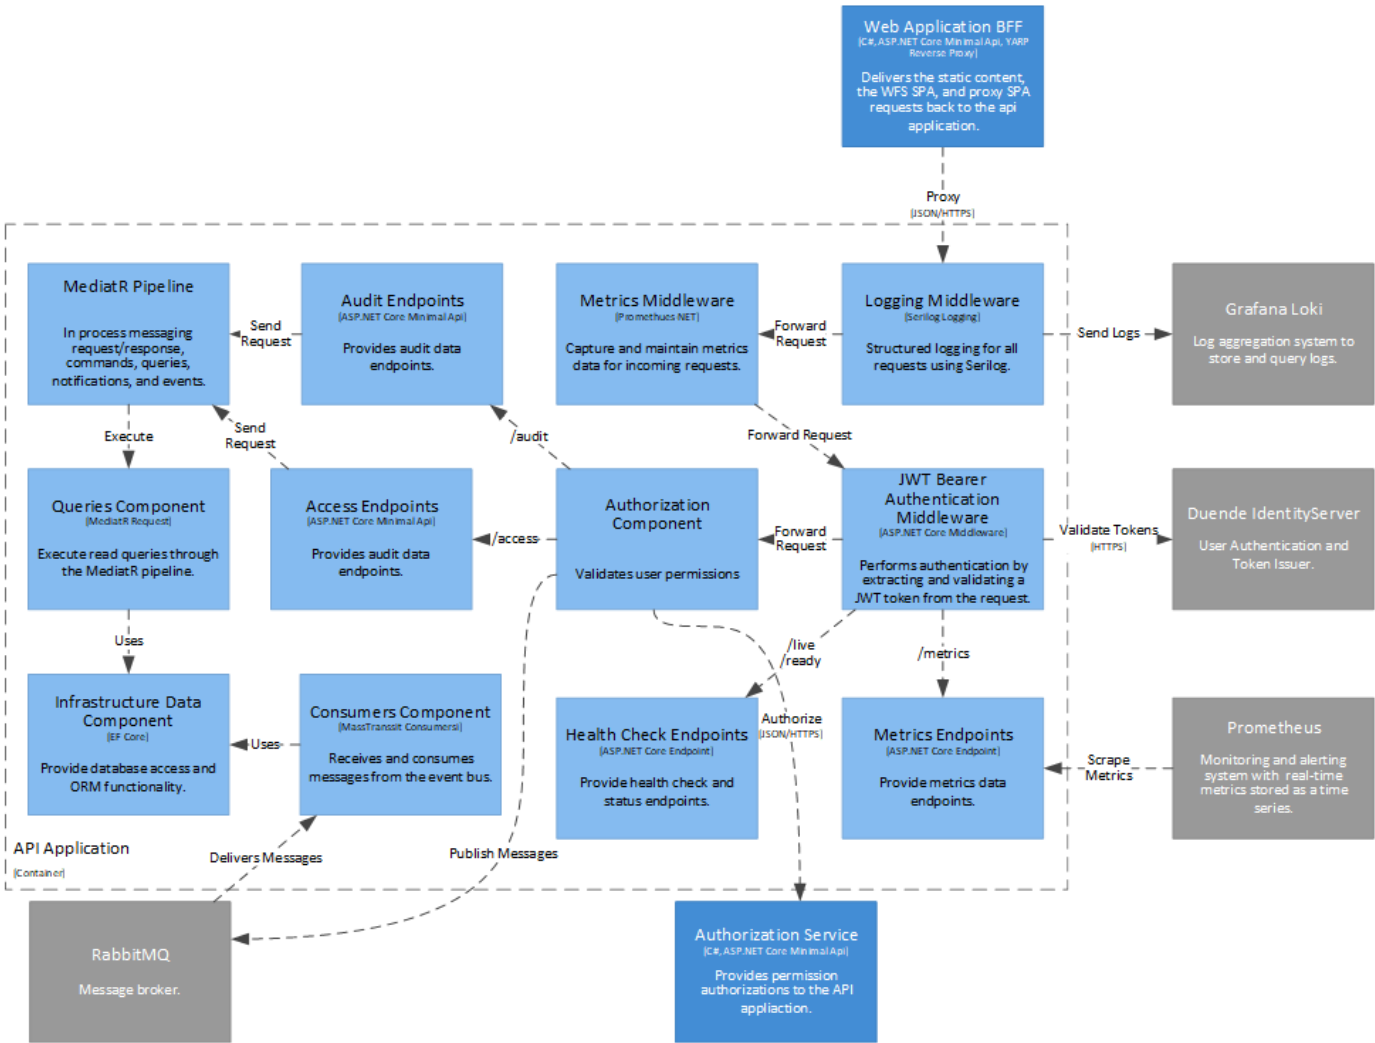 Web Application BFF
[C#, ASP.NET Core Minimal Api, YARP
Reverse Proxy]
Delivers the static content,
the WFS SPA, and proxy SPA
requests back to the api
application.
Proxy
[JSON/HTTPS]
MediatR Pipeline
In process messaging
request/response,
commands, queries,
notifications, and events.
Send
Request
Audit Endpoints
[ASP.NET Core Minimal Api]
Provides audit data
endpoints.
Metrics Middleware
[Promethues NET]
Capture and maintain metrics
data for incoming requests.
Forward
Request
Logging Middleware
[Serilog Logging]
Structured logging for all
requests using Serilog.
Send Logs
Grafana Loki
Log aggregation system to
store and query logs.
Execute
Send
Request
/audit
Forward Request
Queries Component
[MediatR Request]
Execute read queries through
the MediatR pipeline.
Access Endpoints
[ASP.NET Core Minimal Api]
Provides audit data
endpoints.
/access
Authorization
Component
Validates user permissions
Forward
Request
JWT Bearer
Authentication
Middleware
[ASP.NET Core Middleware]
Performs authentication by
extracting and validating a
JWT token from the request.
Validate Tokens
[HTTPS]
Duende IdentityServer
User Authentication and
Token Issuer.
Uses
/live
/ready
/metrics
Infrastructure Data
Component
[EF Core]
Provide database access and
ORM functionality.
Uses
Consumers Component
[MassTranssit Consumersi]
Receives and consumes
messages from the event bus.
Health Check Endpoints
[ASP.NET Core Endpoint]
Provide health check and
status endpoints.
Authorize
[JSON/HTTPS]
Metrics Endpoints
[ASP.NET Core Endpoint]
Provide metrics data
endpoints.
Scrape
Metrics
Prometheus
Monitoring and alerting
system with real-time
metrics stored as a time
series.
API Application
[Container]
Delivers Messages
Publish Messages
RabbitMQ
Message broker.
Authorization Service
[C#, ASP.NET Core Minimal Api]
Provides permission
authorizations to the API
appliaction.